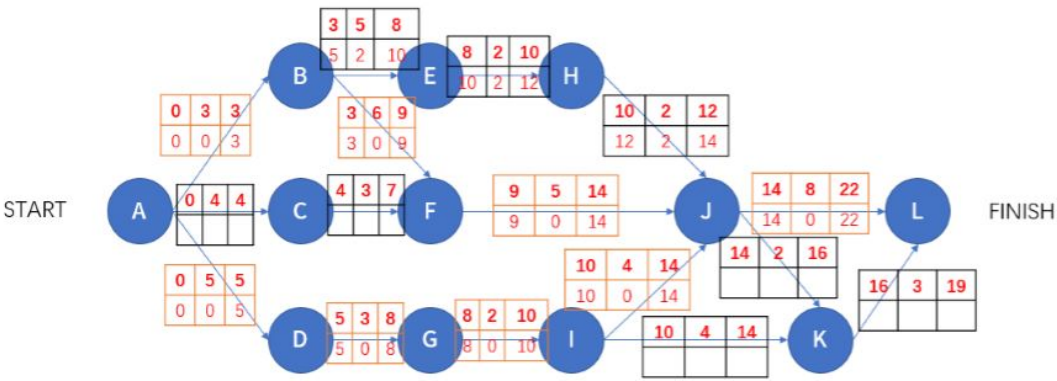 3 5 8
5 2 10
B
E
8 2 10
10 2 12
H
0 3 3
0 0 3
3 6 9
3 0 9
10 2 12
12 2 14
START
A
0 4 4
C
4 3 7
F
9 5 14
9 0 14
J
14 8 22
14 0 22
L
FINISH
0 5 5
0 0 5
10 4 14
10 0 14
14 2 16
16 3 19
D
5 3 8
5 0 8
G
8 2 10
8 0 10
I
10 4 14
K